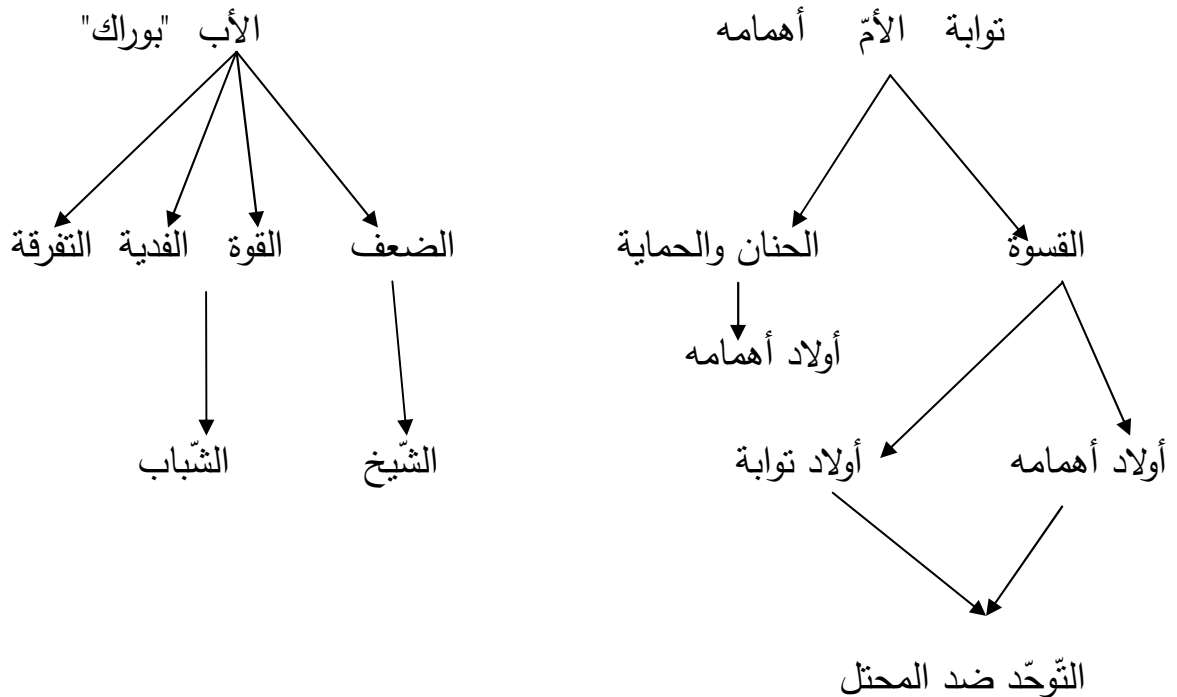 توابة الأمّ أهمامه
الأب "بوراك"
القسوة الحنان والحماية
الضعف القوة الفدية التفرقة
أولاد أهمامه
أولاد أهمامه أولاد توابة
الشّيخ الشّباب
التّوحّد ضد المحتل